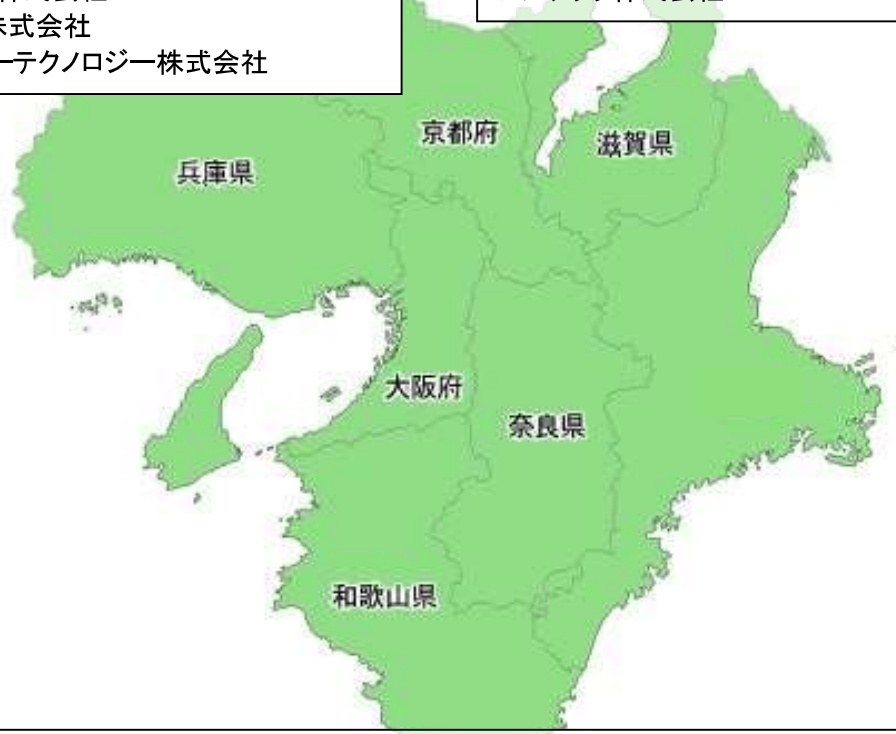 株式会社
ーテクノロジー株式会社
京都府
滋賀県
兵庫県
大阪府
奈良県
和歌山県